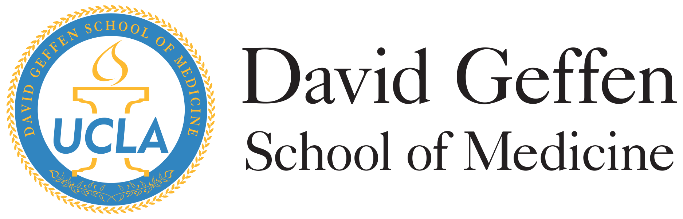 DAVID GEFFEN SCHOOL OF MEDICINE
UCLA
David Geffen
School of Medicine